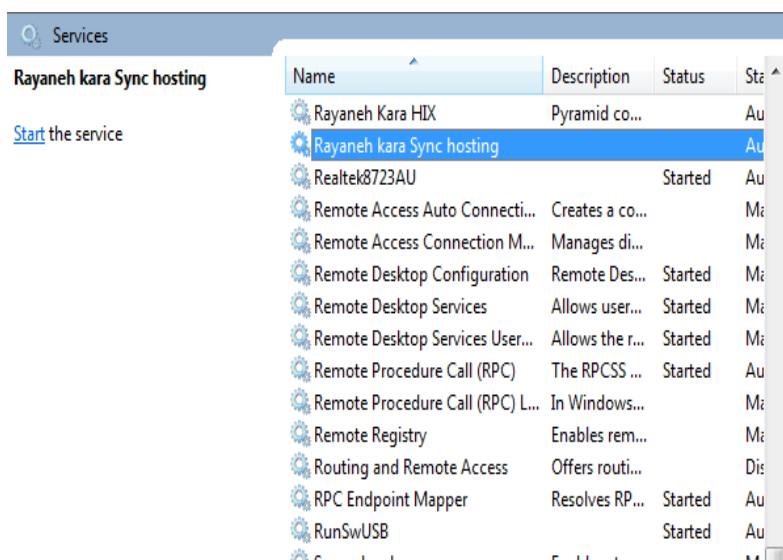 Services
Rayaneh kara Sync hosting
Start the service
Name Description Status Sta
Rayaneh Kara HIX Pyramid co... Au
Rayaneh kara Sync hosting Au
Realtek8723AU Started Au
Remote Access Auto Connecti... Creates a co... Ma
Remote Access Connection M... Manages di... Ma
Remote Desktop Configuration Remote Des... Started Ma
Remote Desktop Services Allows user... Started Ma
Remote Desktop Services User... Allows the r... Started Ma
Remote Procedure Call (RPC) The RPCSS ... Started Au
Remote Procedure Call (RPC) L... In Windows... Ma
Remote Registry Enables rem... Ma
Routing and Remote Access Offers routi... Dis
RPC Endpoint Mapper Resolves RP... Started Au
RunSwUSB Started Au